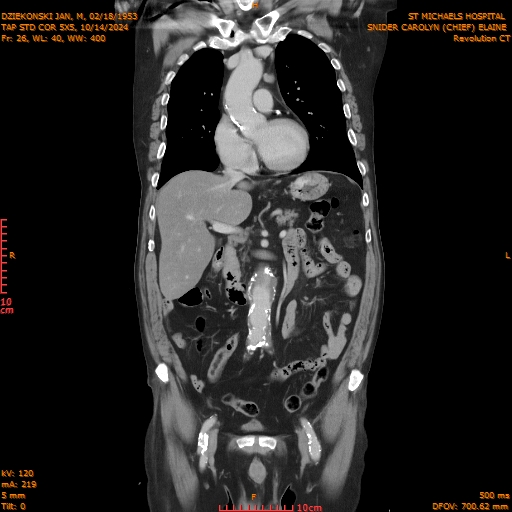 DZIEKONSKI JAN, M, 02/18/1953
TAP STD COR 5X5, 10/14/2024
Fr: 26, WL: 40, WW: 400
H
ST MICHAELS HOSPITAL
SNIDER CAROLYN (CHIEF) ELAINE
Revolution CT
R
L
10
cm
kV: 120
mA: 219
5 mm
Tilt: 0
F
10cm
500 ms
DFOV: 700.62 mm